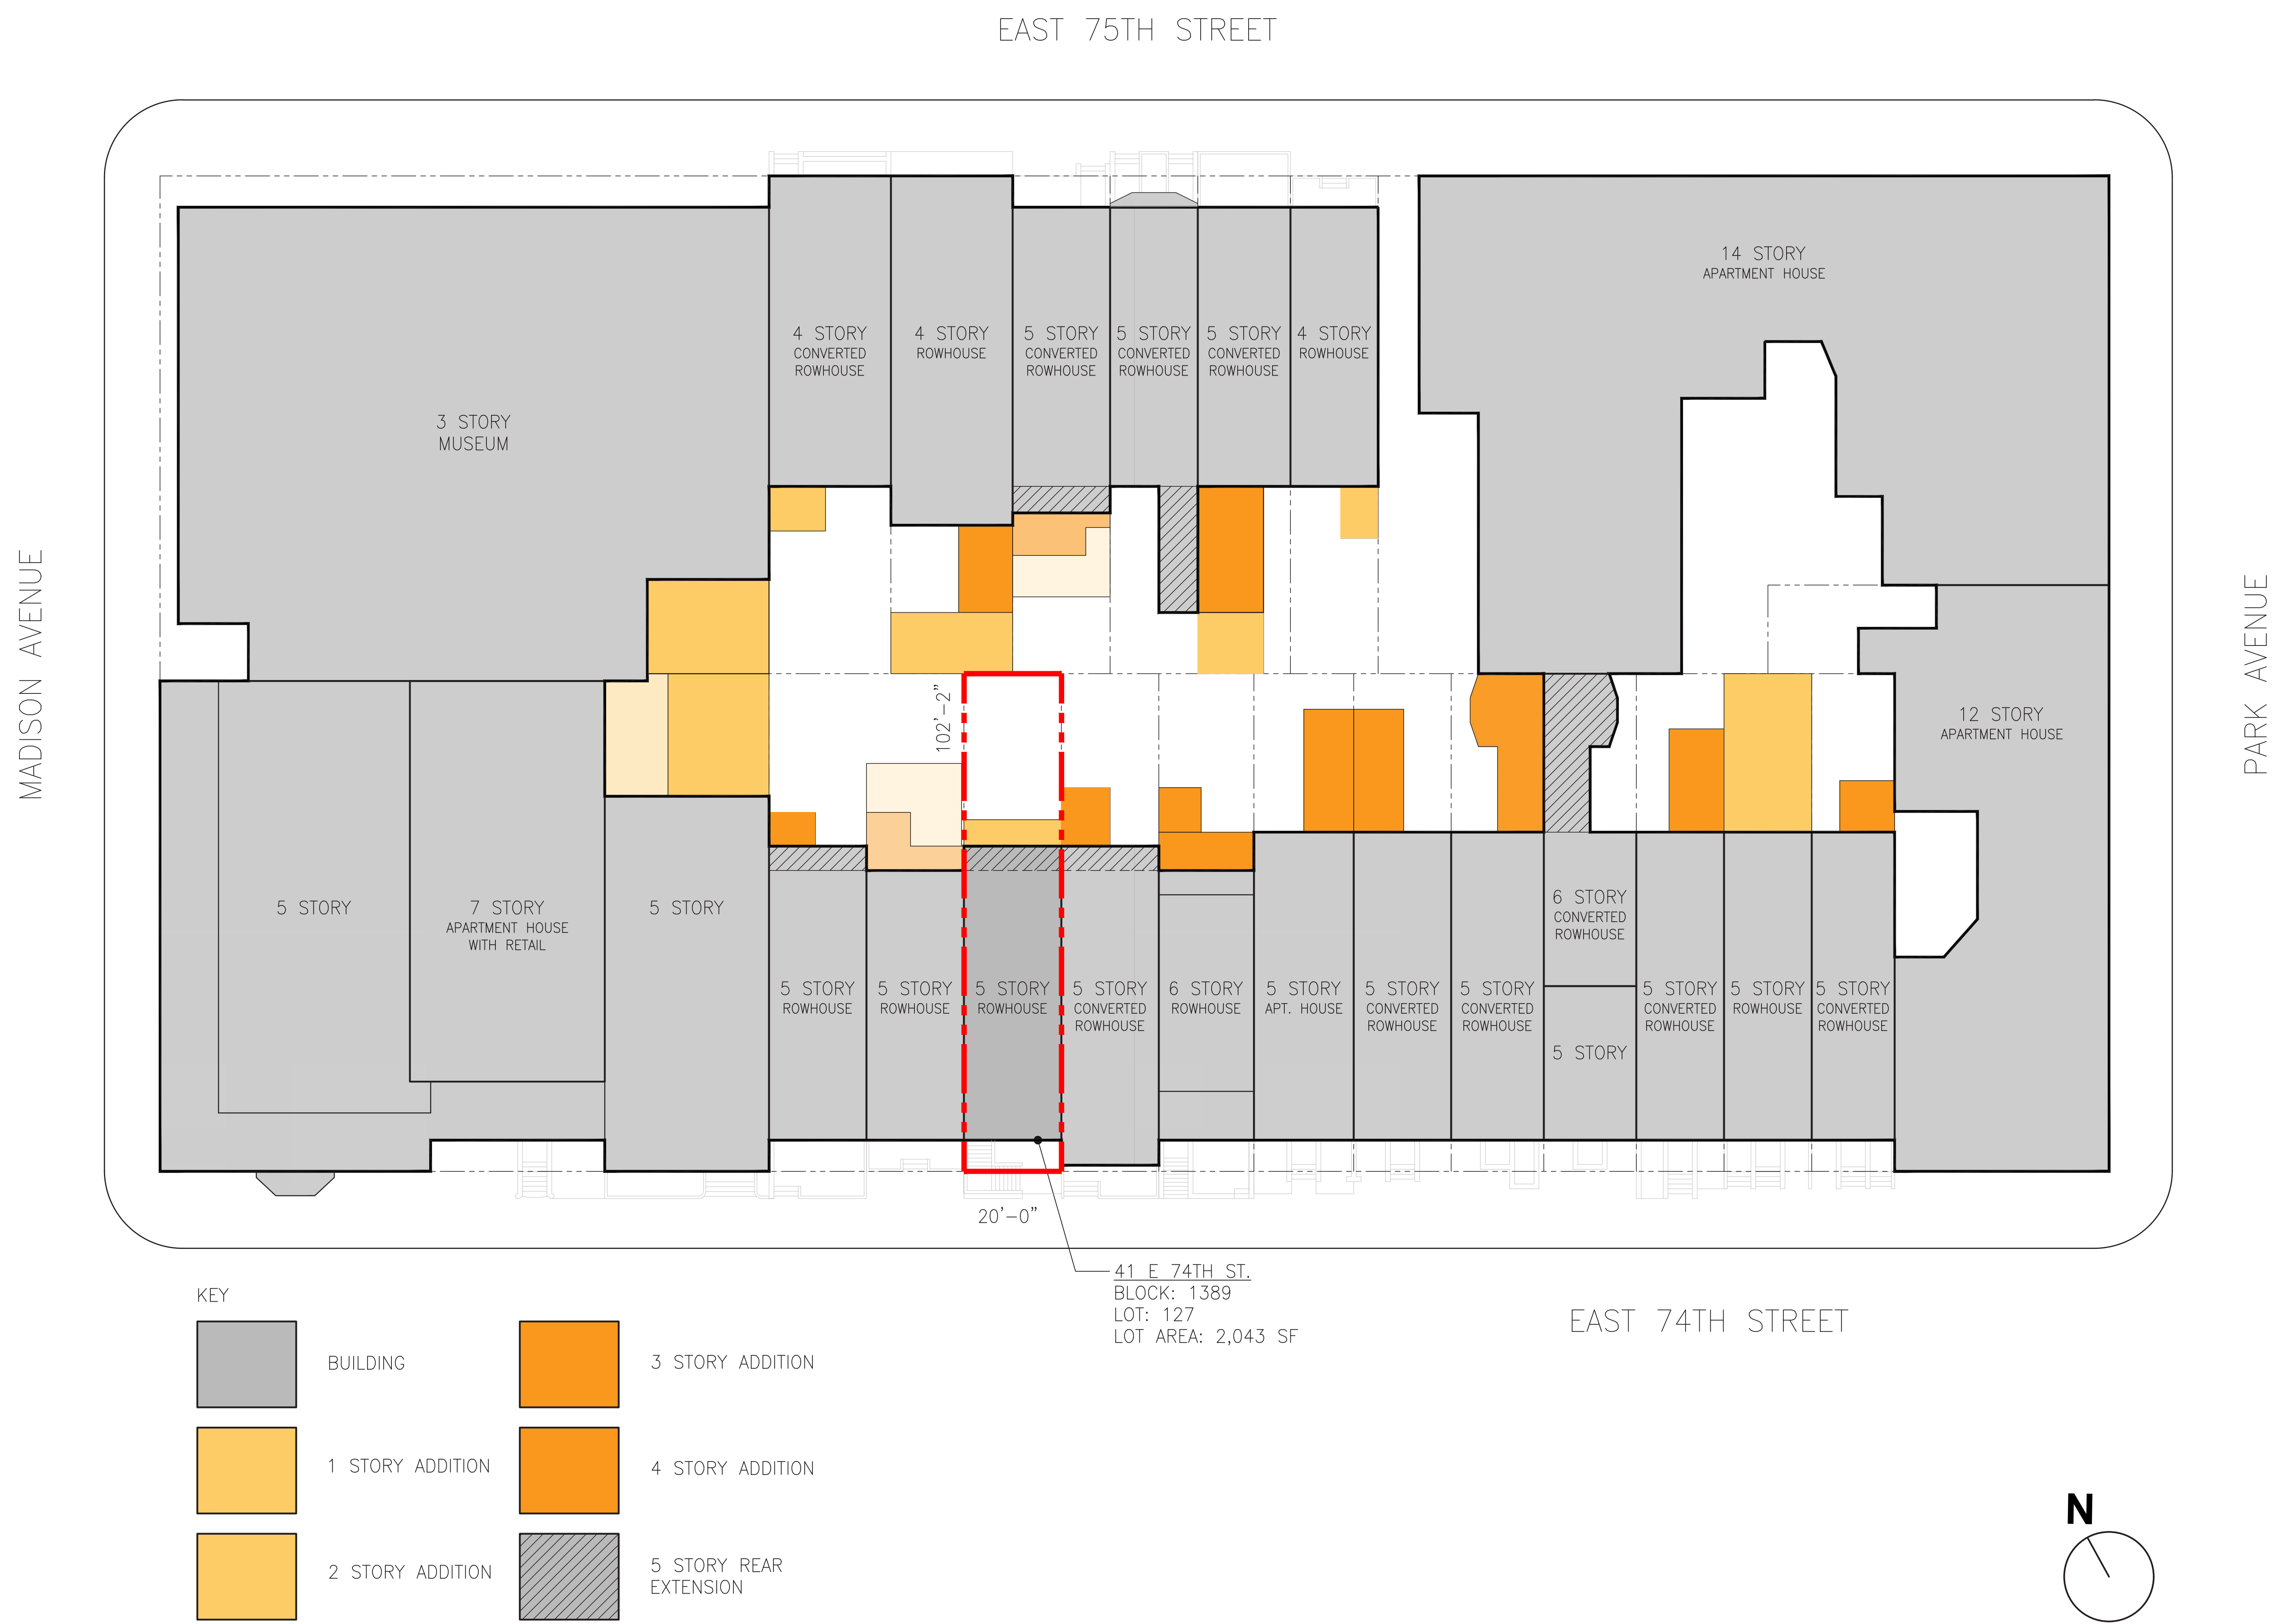 EAST 75TH STREET
MADISON AVENUE
PARK AVENUE
3 STORY
MUSEUM
4 STORY
CONVERTED
ROWHOUSE
4 STORY
ROWHOUSE
5 STORY
CONVERTED
ROWHOUSE
5 STORY
CONVERTED
ROWHOUSE
5 STORY
CONVERTED
ROWHOUSE
4 STORY
ROWHOUSE
14 STORY
APARTMENT HOUSE
12 STORY
APARTMENT HOUSE
102'-2"
5 STORY
7 STORY
APARTMENT HOUSE
WITH RETAIL
5 STORY
5 STORY
ROWHOUSE
5 STORY
ROWHOUSE
5 STORY
ROWHOUSE
5 STORY
CONVERTED
ROWHOUSE
6 STORY
ROWHOUSE
5 STORY
APT. HOUSE
5 STORY
CONVERTED
ROWHOUSE
5 STORY
CONVERTED
ROWHOUSE
6 STORY
CONVERTED
ROWHOUSE
5 STORY
5 STORY
CONVERTED
ROWHOUSE
5 STORY
ROWHOUSE
5 STORY
CONVERTED
ROWHOUSE
20'-0"
41 E 74TH ST.
BLOCK: 1389
LOT: 127
LOT AREA: 2,043 SF
EAST 74TH STREET
KEY
BUILDING
1 STORY ADDITION
2 STORY ADDITION
3 STORY ADDITION
4 STORY ADDITION
5 STORY REAR
EXTENSION
N